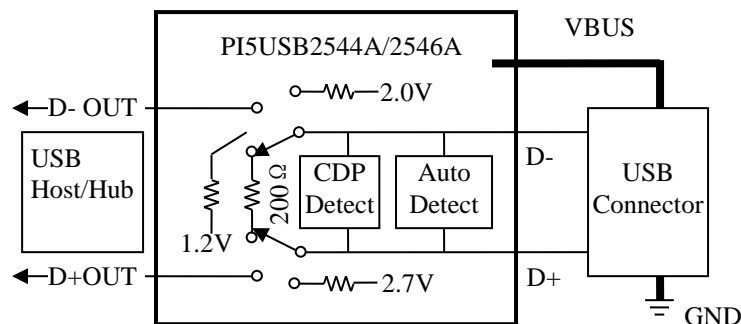 PI5USB2544A/2546A
VBUS
D- OUT
2.0V
USB
Host/Hub
200 Ω
CDP
Detect
Auto
Detect
D-
USB
Connector
1.2V
D+OUT
2.7V
D+
GND